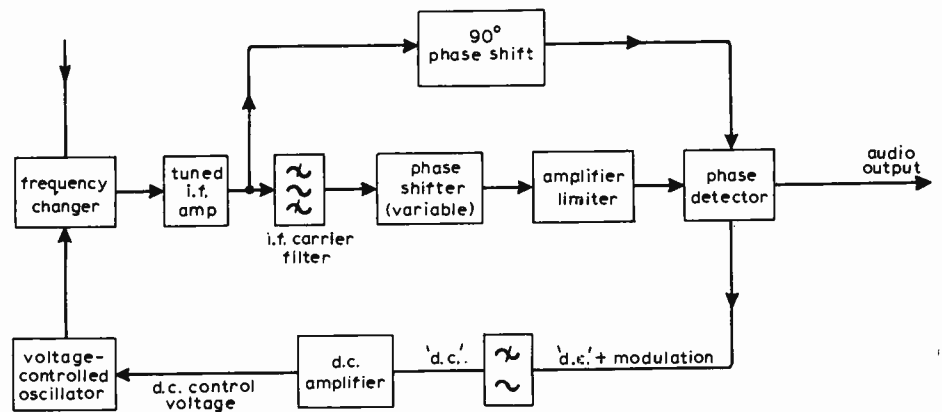 90°
phase shift
frequency
changer
tuned
i.f.
amp
i.f. carrier
filter
phase
shifter
(variable)
amplifier
limiter
phase
detector
audio
output
voltage-
controlled
oscillator
d.c. control
voltage
d.c.
amplifier
'd.c.'.
'd.c.' + modulation